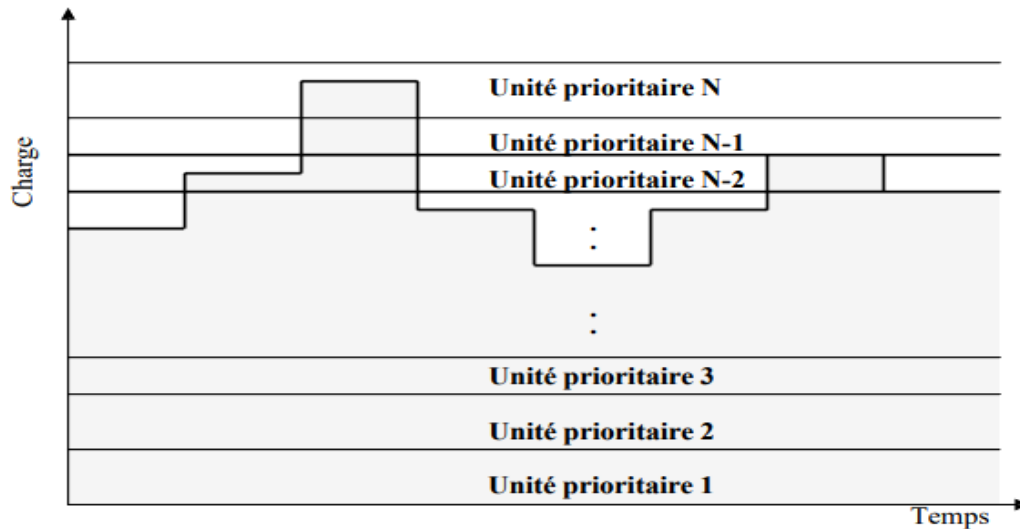 Unité prioritaire N
Unité prioritaire N-1
Unité prioritaire N-2
Charge
:
:
Unité prioritaire 3
Unité prioritaire 2
Unité prioritaire 1
Temps